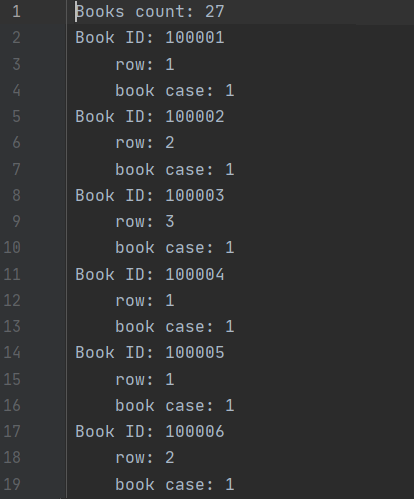 1 Books count: 27
2 Book ID: 100001
3     row: 1
4     book case: 1
5 Book ID: 100002
6     row: 2
7     book case: 1
8 Book ID: 100003
9     row: 3
10     book case: 1
11 Book ID: 100004
12     row: 1
13     book case: 1
14 Book ID: 100005
15     row: 1
16     book case: 1
17 Book ID: 100006
18     row: 2
19     book case: 1